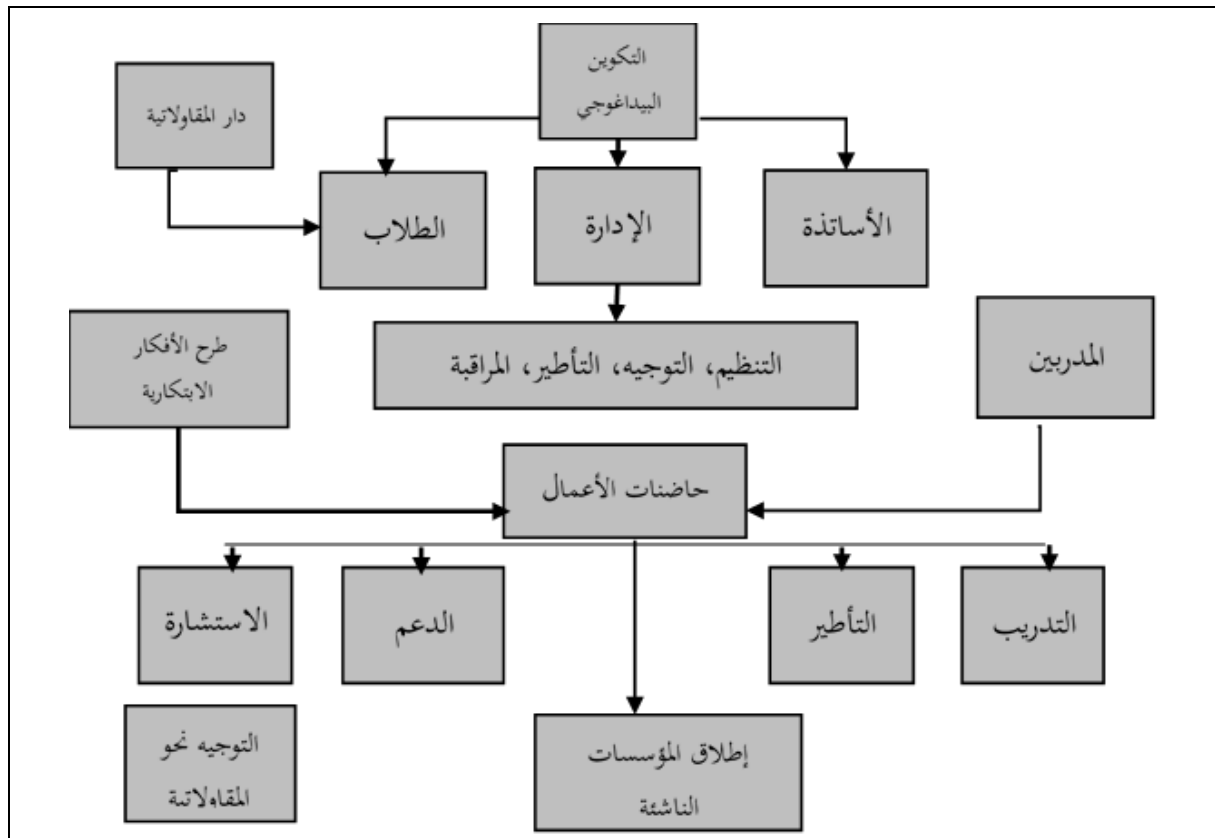 التكوين
البيداغوجي
دار المقاولاتية
الأساتذة
الإدارة
الطلاب
المدربين
التنظيم، التوجيه، التأطير، المراقبة
طرح الأفكار
الابتكارية
حاضنات الأعمال
التدريب
التأطير
الدعم
الاستشارة
إطلاق المؤسسات
الناشئة
التوجيه نحو
المقاولاتية